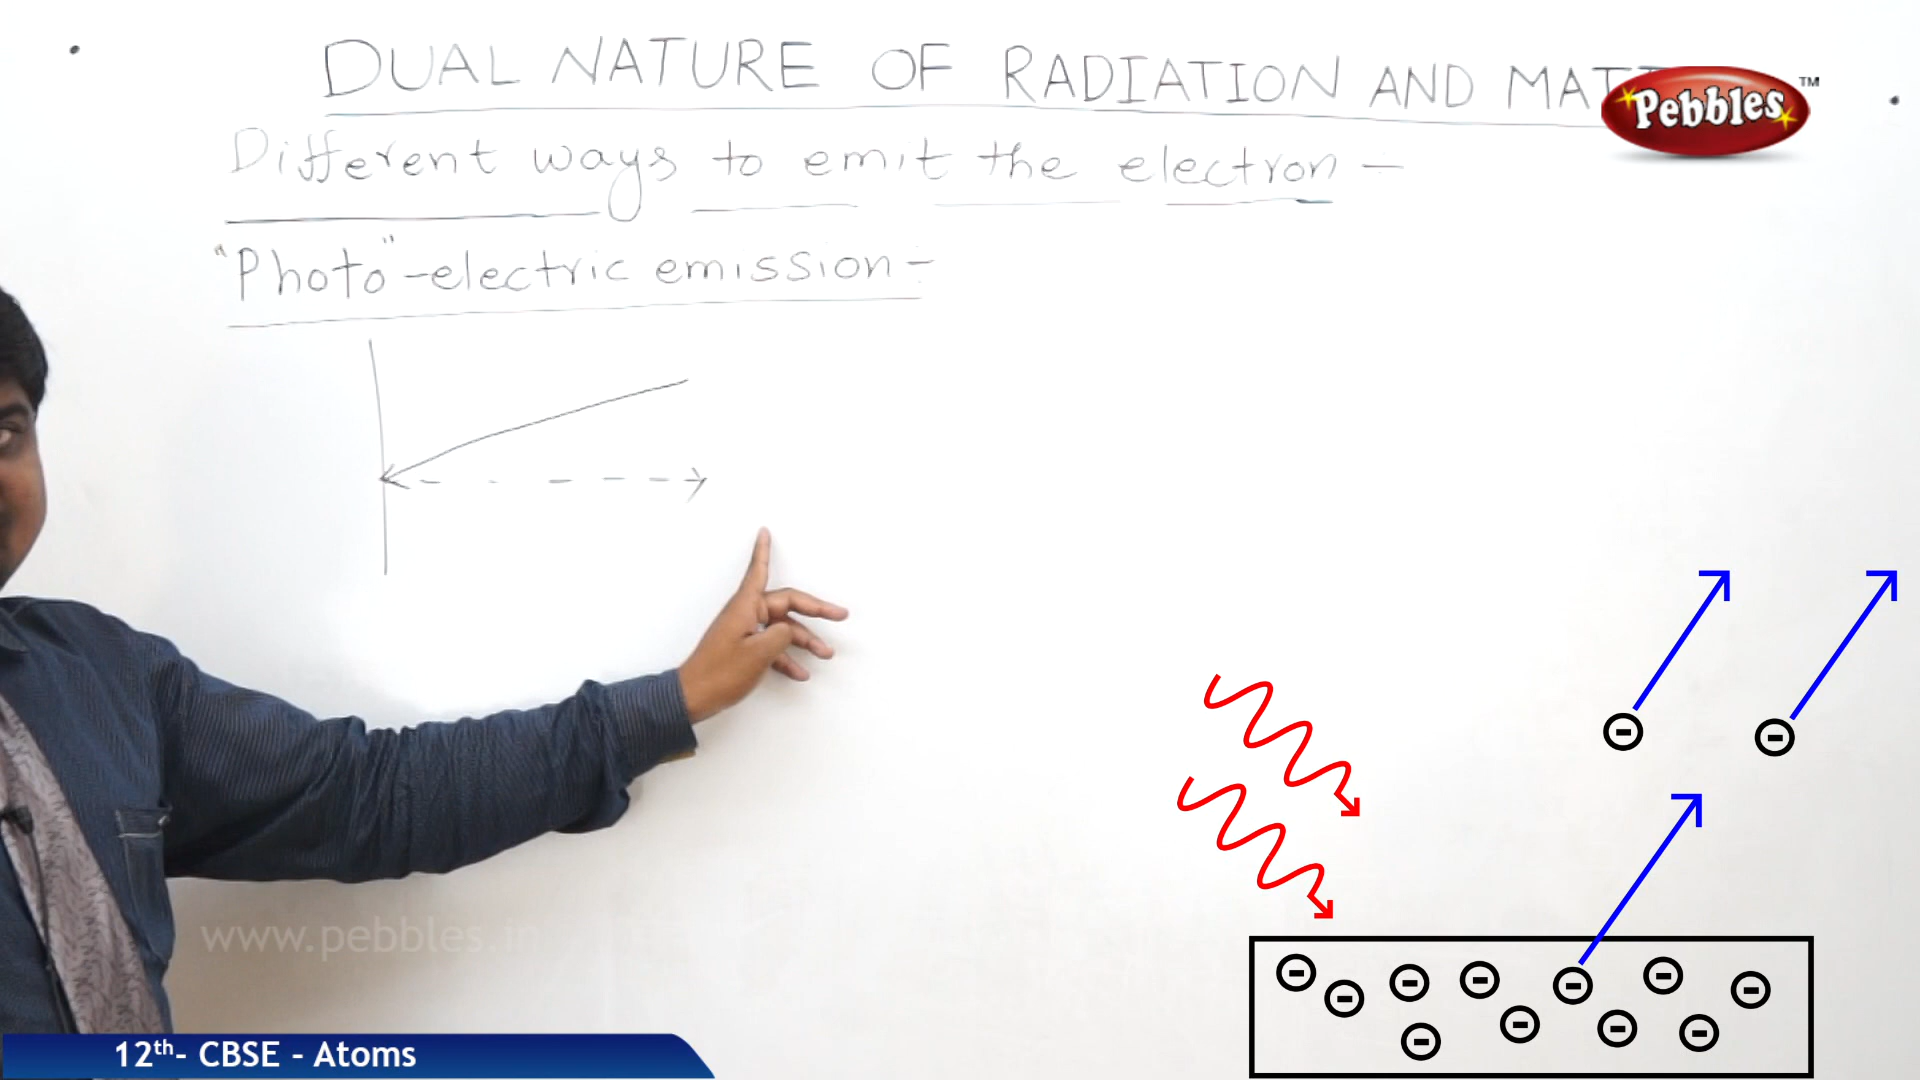 DUAL NATURE OF RADIATION AND MAT
Pebbles™
Different ways to emit the electron -
"Photo"-electric emission -
www.pebbles.in
12th- CBSE - Atoms